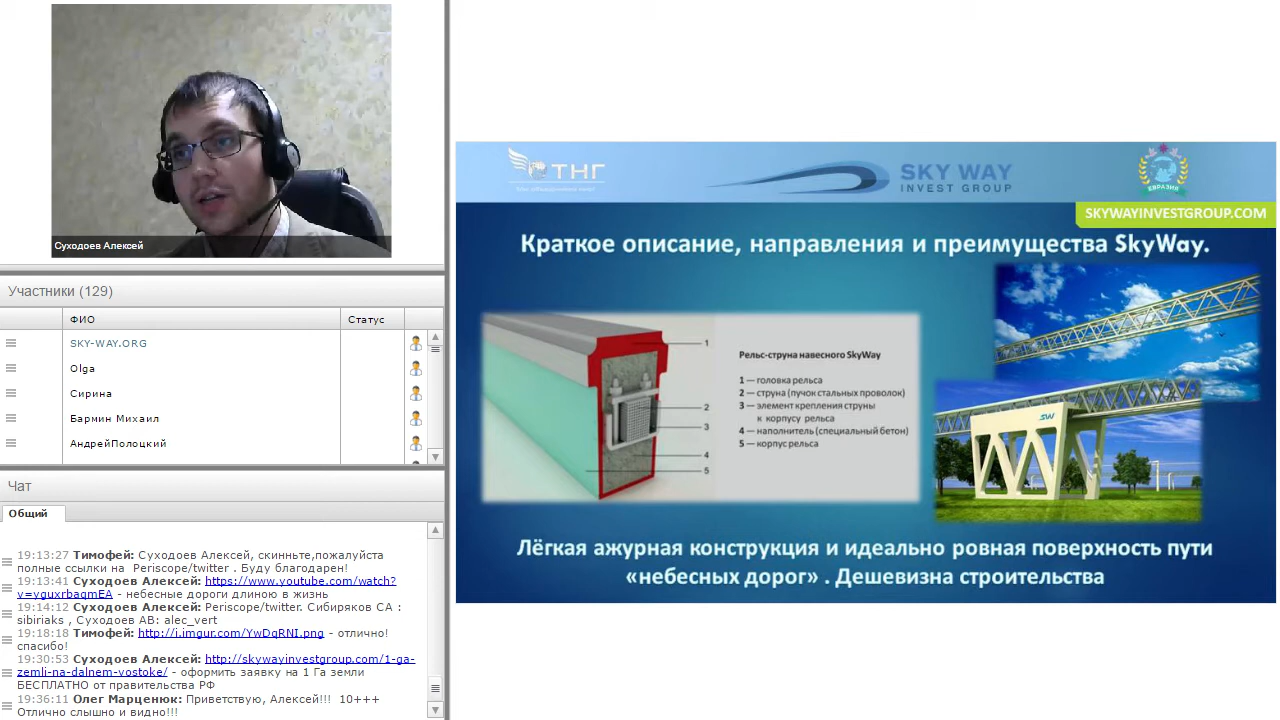 Суходоев Алексей
Участники (129)
ФИО
Статус
SKY-WAY.ORG
Olga
Сирина
Бармин Михаил
АндрейПолоцкий
Чат
Общий
19:13:27 Тимофей: Суходоев Алексей, скинньте,пожалуйста
полные ссылки на Periscope/twitter . Буду благодарен!
19:13:41 Суходоев Алексей: https://www.youtube.com/watch?
v=yguxrbaqmEA - небесные дороги длиною в жизнь
19:14:12 Суходоев Алексей: Periscope/twitter. Сибиряков СА :
sibiriaks , Суходоев АВ: alec_vert
19:18:18 Тимофей: http://i.imgur.com/YwDqRNI.png - отлично!
спасибо!
19:30:53 Суходоев Алексей: http://skywayinvestgroup.com/1-ga-
zemli-na-dalnem-vostoke/ - оформить заявку на 1 Га земли
БЕСПЛАТНО от правительства РФ
19:36:11 Олег Марценюк: Приветствую, Алексей!!! 10+++
Отлично слышно и видно!!!
ТНГ
SKY WAY
INVEST GROUP
ЕВРАЗИЯ
SKYWAYINVESTGROUP.COM
Краткое описание, направления и преимущества SkyWay.
1
2
3
4
5
Рельс-струна навесного SkyWay
1 — головка рельса
2 — струна (пучок стальных проволок)
3 — элемент крепления струны
к корпусу рельса
4 — наполнитель (специальный бетон)
5 — корпус рельса
SW
Лёгкая ажурная конструкция и идеально ровная поверхность пути
«небесных дорог» . Дешевизна строительства